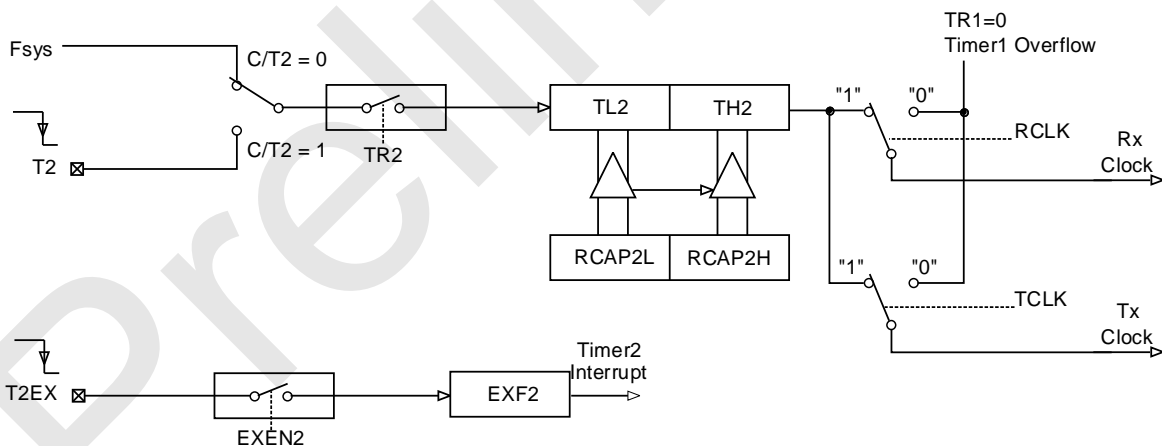 TR1=0
Timer1 Overflow
Fsys
C/T2 = 0
T2
C/T2 = 1
TR2
TL2
TH2
RCAP2L
RCAP2H
"1"
"0"
RCLK
Rx
Clock
"1"
"0"
TCLK
Tx
Clock
T2EX
EXEN2
EXF2
Timer2
Interrupt